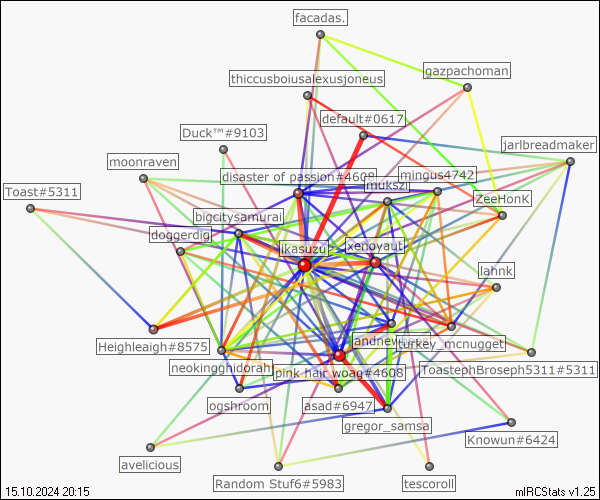 facadas.
gazpachoman
thiccusboiusalexusjoneus
default#0617
Duck™#9103
jarlbreadmaker
moonraven
disaster of passion#4608
mingus4742
mukszi
Toast#5311
ZeeHonK
bigcitysamurai
doggerdig
ikasuzu
xenoyaut
lahnk
Heighleaigh#8575
andnew
turkey_mcnugget
neokingghidorah
pink hair woag#4608
ToastephBroseph5311#5311
ogshroom
asad#6947
gregor_samsa
Knowun#6424
avelicious
Random Stuf6#5983
tescoroll
15.10.2024 20:15
mIRCStats v1.25